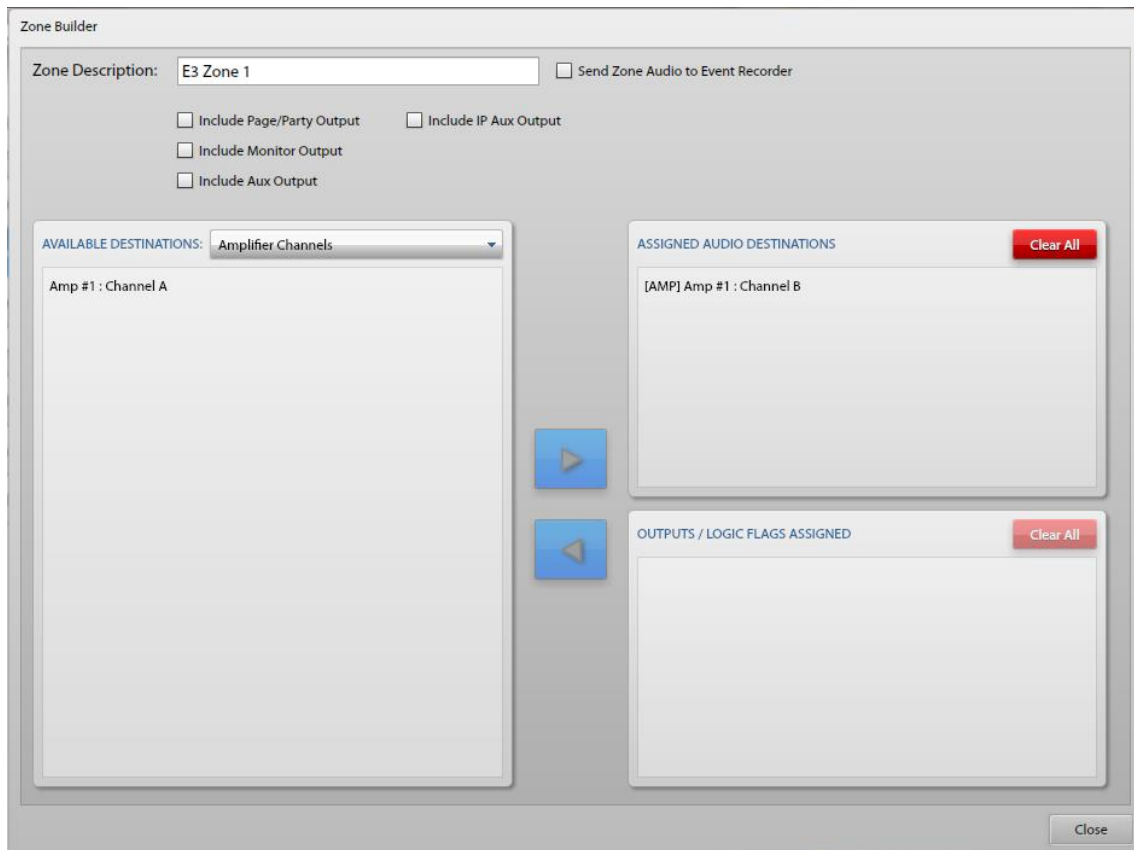 Zone Builder
Zone Description: E3 Zone 1 Send Zone Audio to Event Recorder
Include Page/Party Output Include IP Aux Output
Include Monitor Output
Include Aux Output
AVAILABLE DESTINATIONS: Amplifier Channels
Amp #1 : Channel A
ASSIGNED AUDIO DESTINATIONS Clear All
[AMP] Amp #1 : Channel B
OUTPUTS / LOGIC FLAGS ASSIGNED Clear All
Close